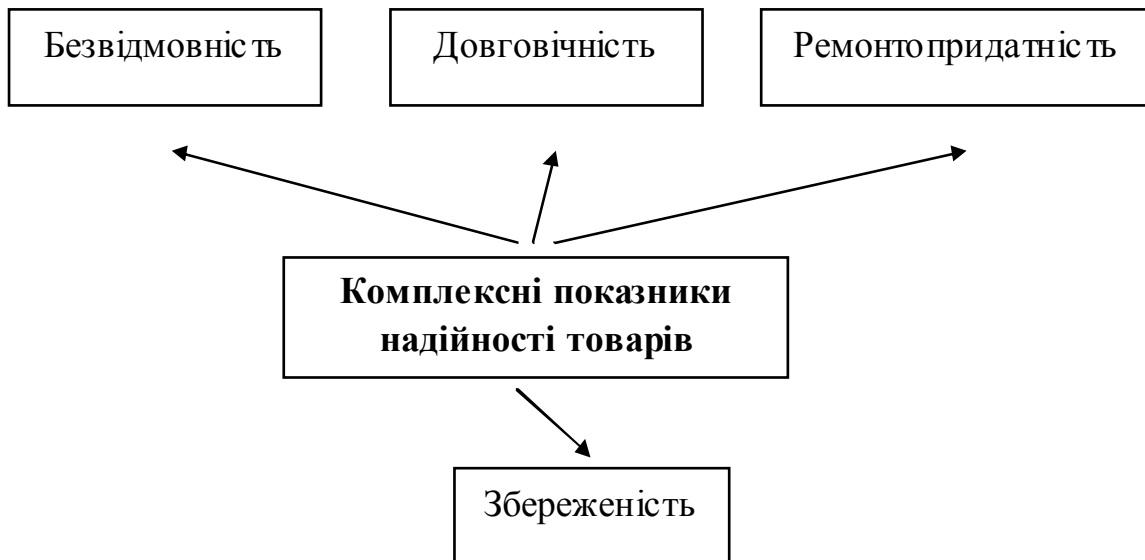 Безвідмовність
Довговічність
Ремонтопридатність
Комплексні показники
надійності товарів
Збереженість